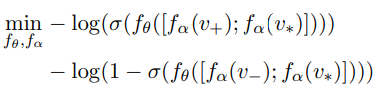 min − log(σ(f_θ([f_α(v_+); f_α(v_*)])))
f_θ,f_α
− log(1 − σ(f_θ([f_α(v_−); f_α(v_*)])))